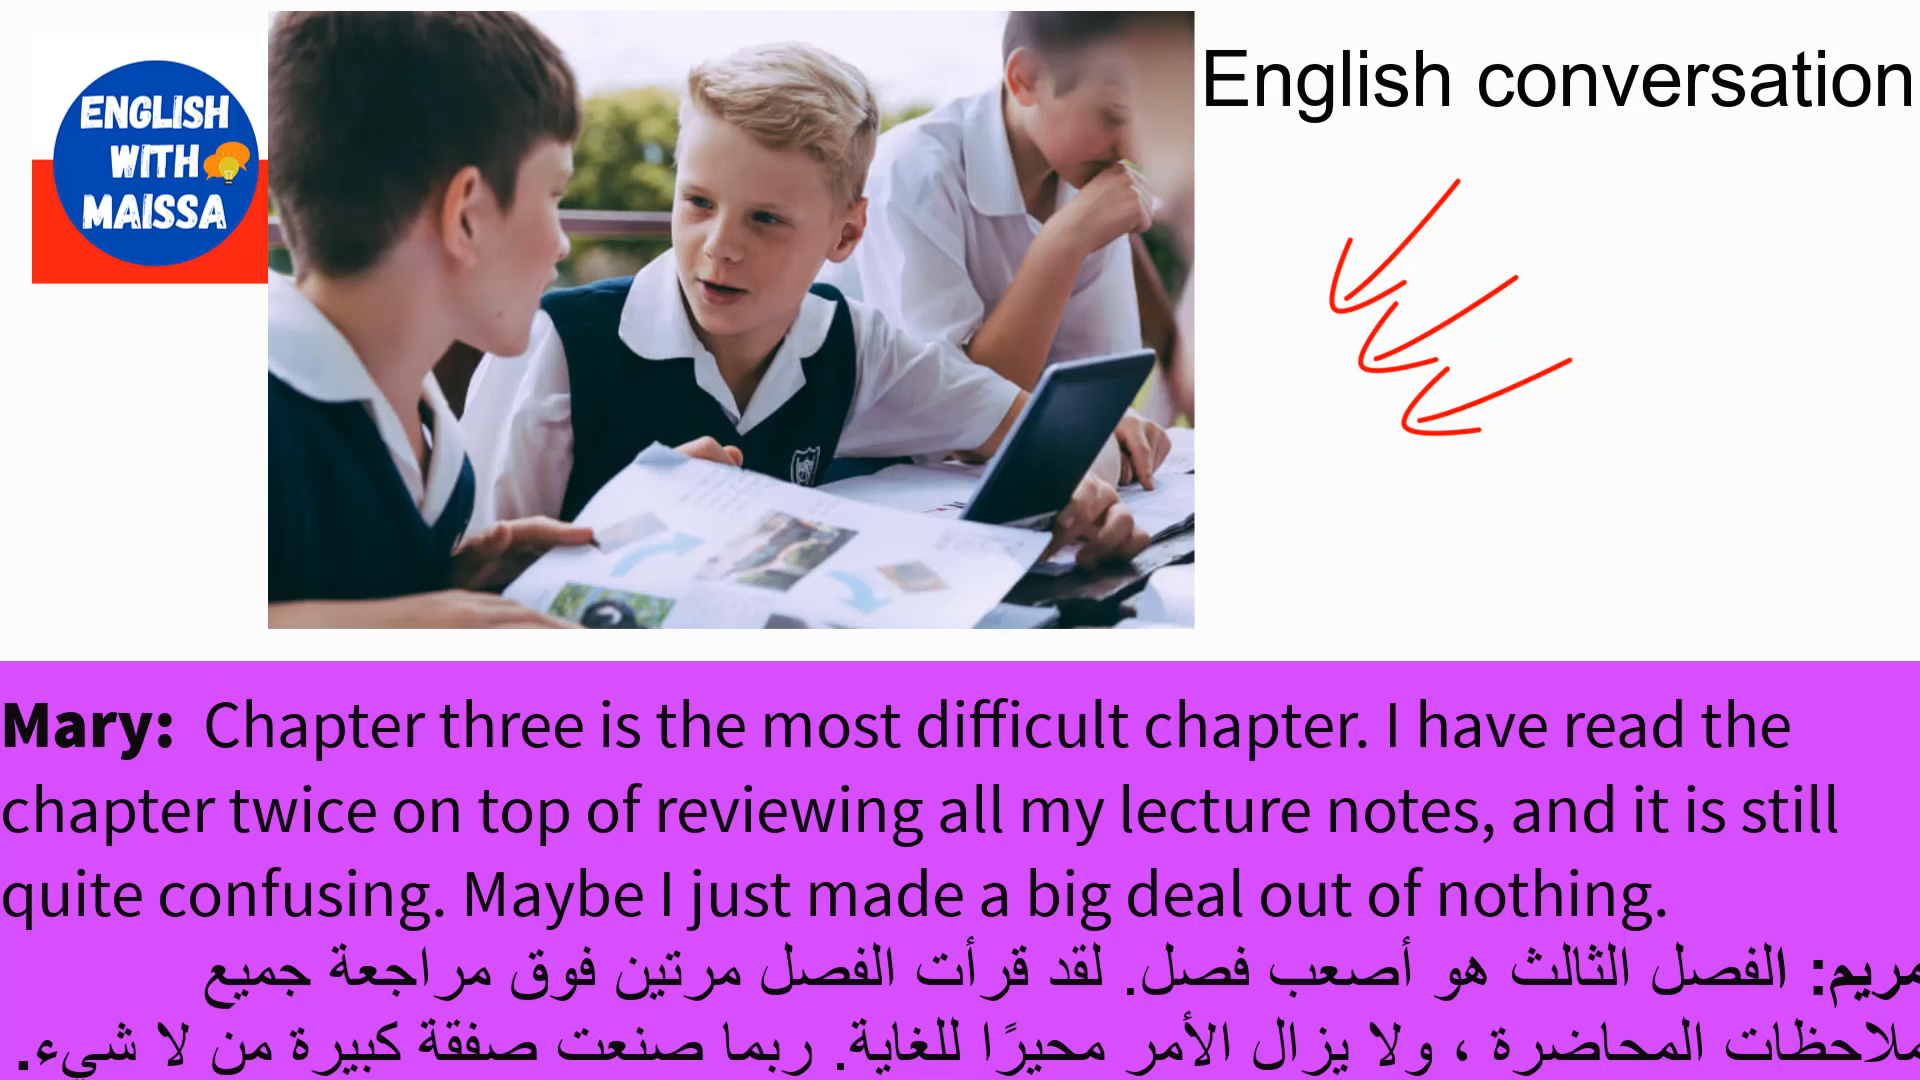 ENGLISH
WITH
MAISSA
English conversation
Mary: Chapter three is the most difficult chapter. I have read the
chapter twice on top of reviewing all my lecture notes, and it is still
quite confusing. Maybe I just made a big deal out of nothing.
مريم: الفصل الثالث هو أصعب فصل. لقد قرأت الفصل مرتين فوق مراجعة جميع
ملاحظات المحاضرة ، ولا يزال الأمر محيرًا للغاية. ربما صنعت صفقة كبيرة من لا شيء.